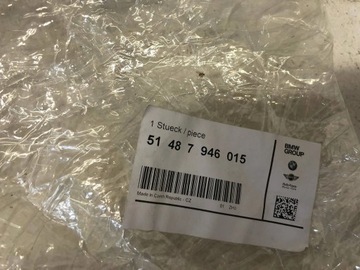 1 Stueck / piece
51 48 7 946 015
BMW
GROUP
Made in Czech Republic - CZ